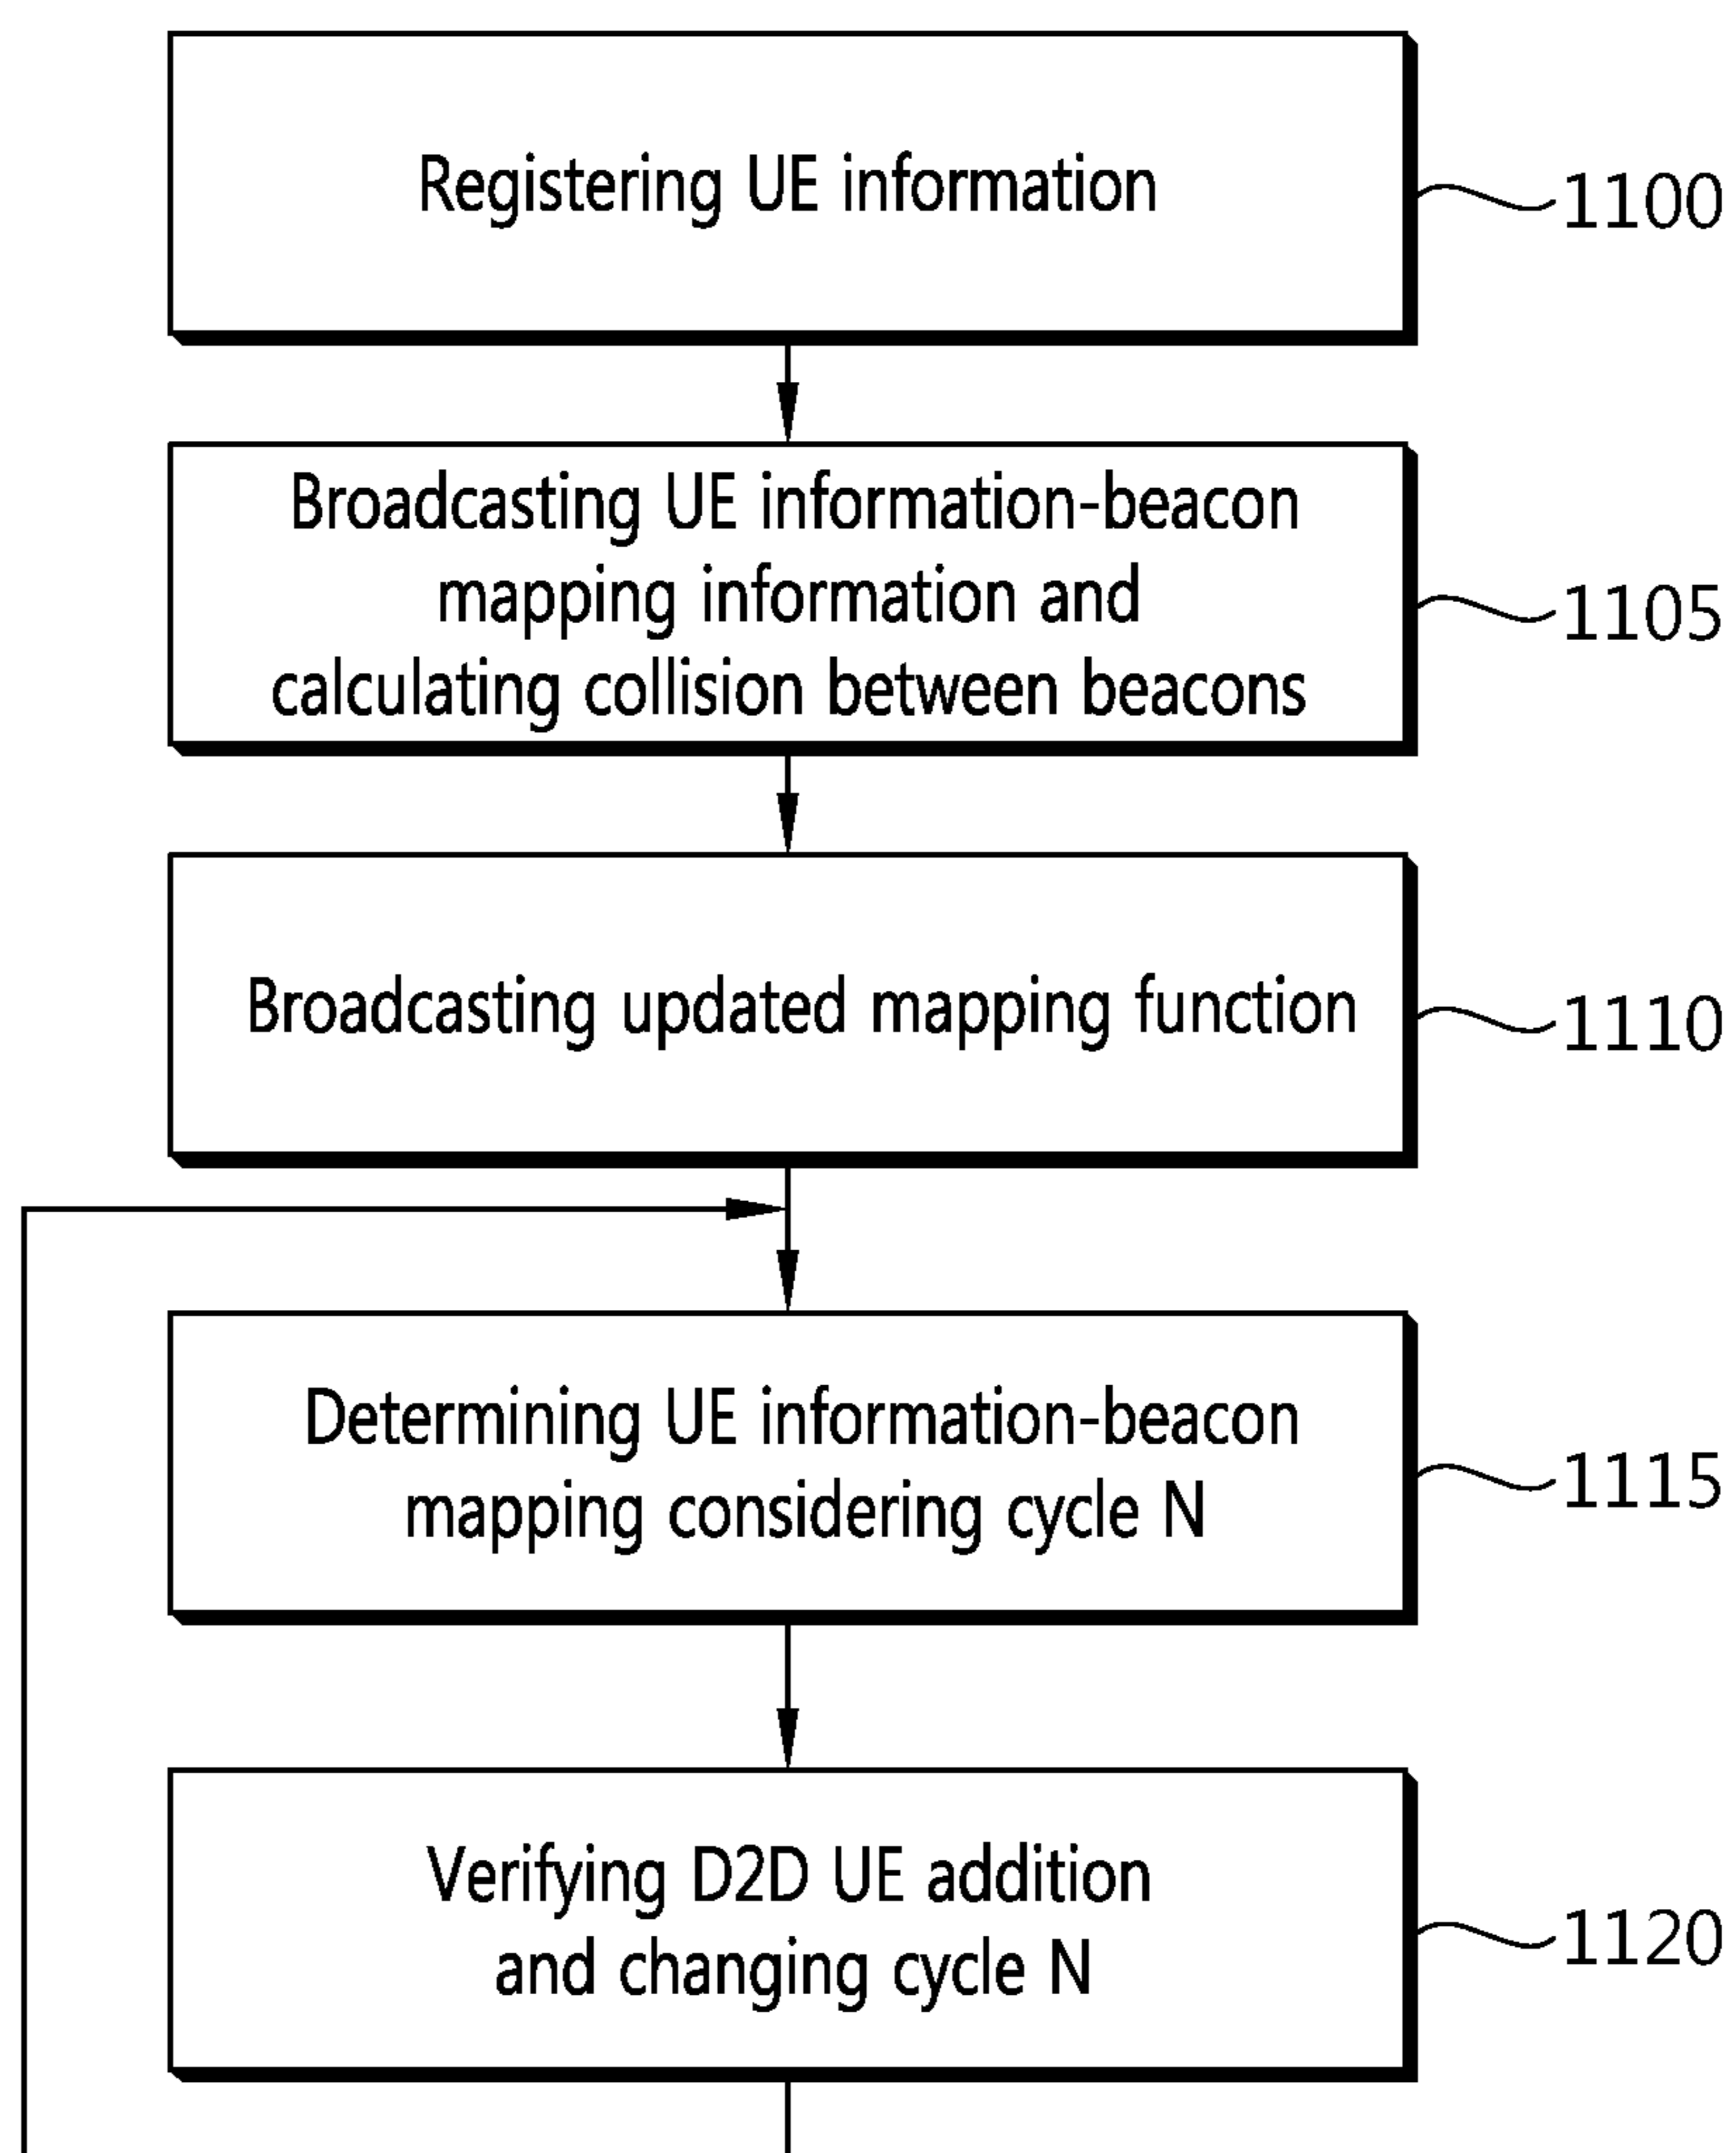 Registering UE information
1100
Broadcasting UE information-beacon
mapping information and
calculating collision between beacons
1105
Broadcasting updated mapping function
1110
Determining UE information-beacon
mapping considering cycle N
1115
Verifying D2D UE addition
and changing cycle N
1120